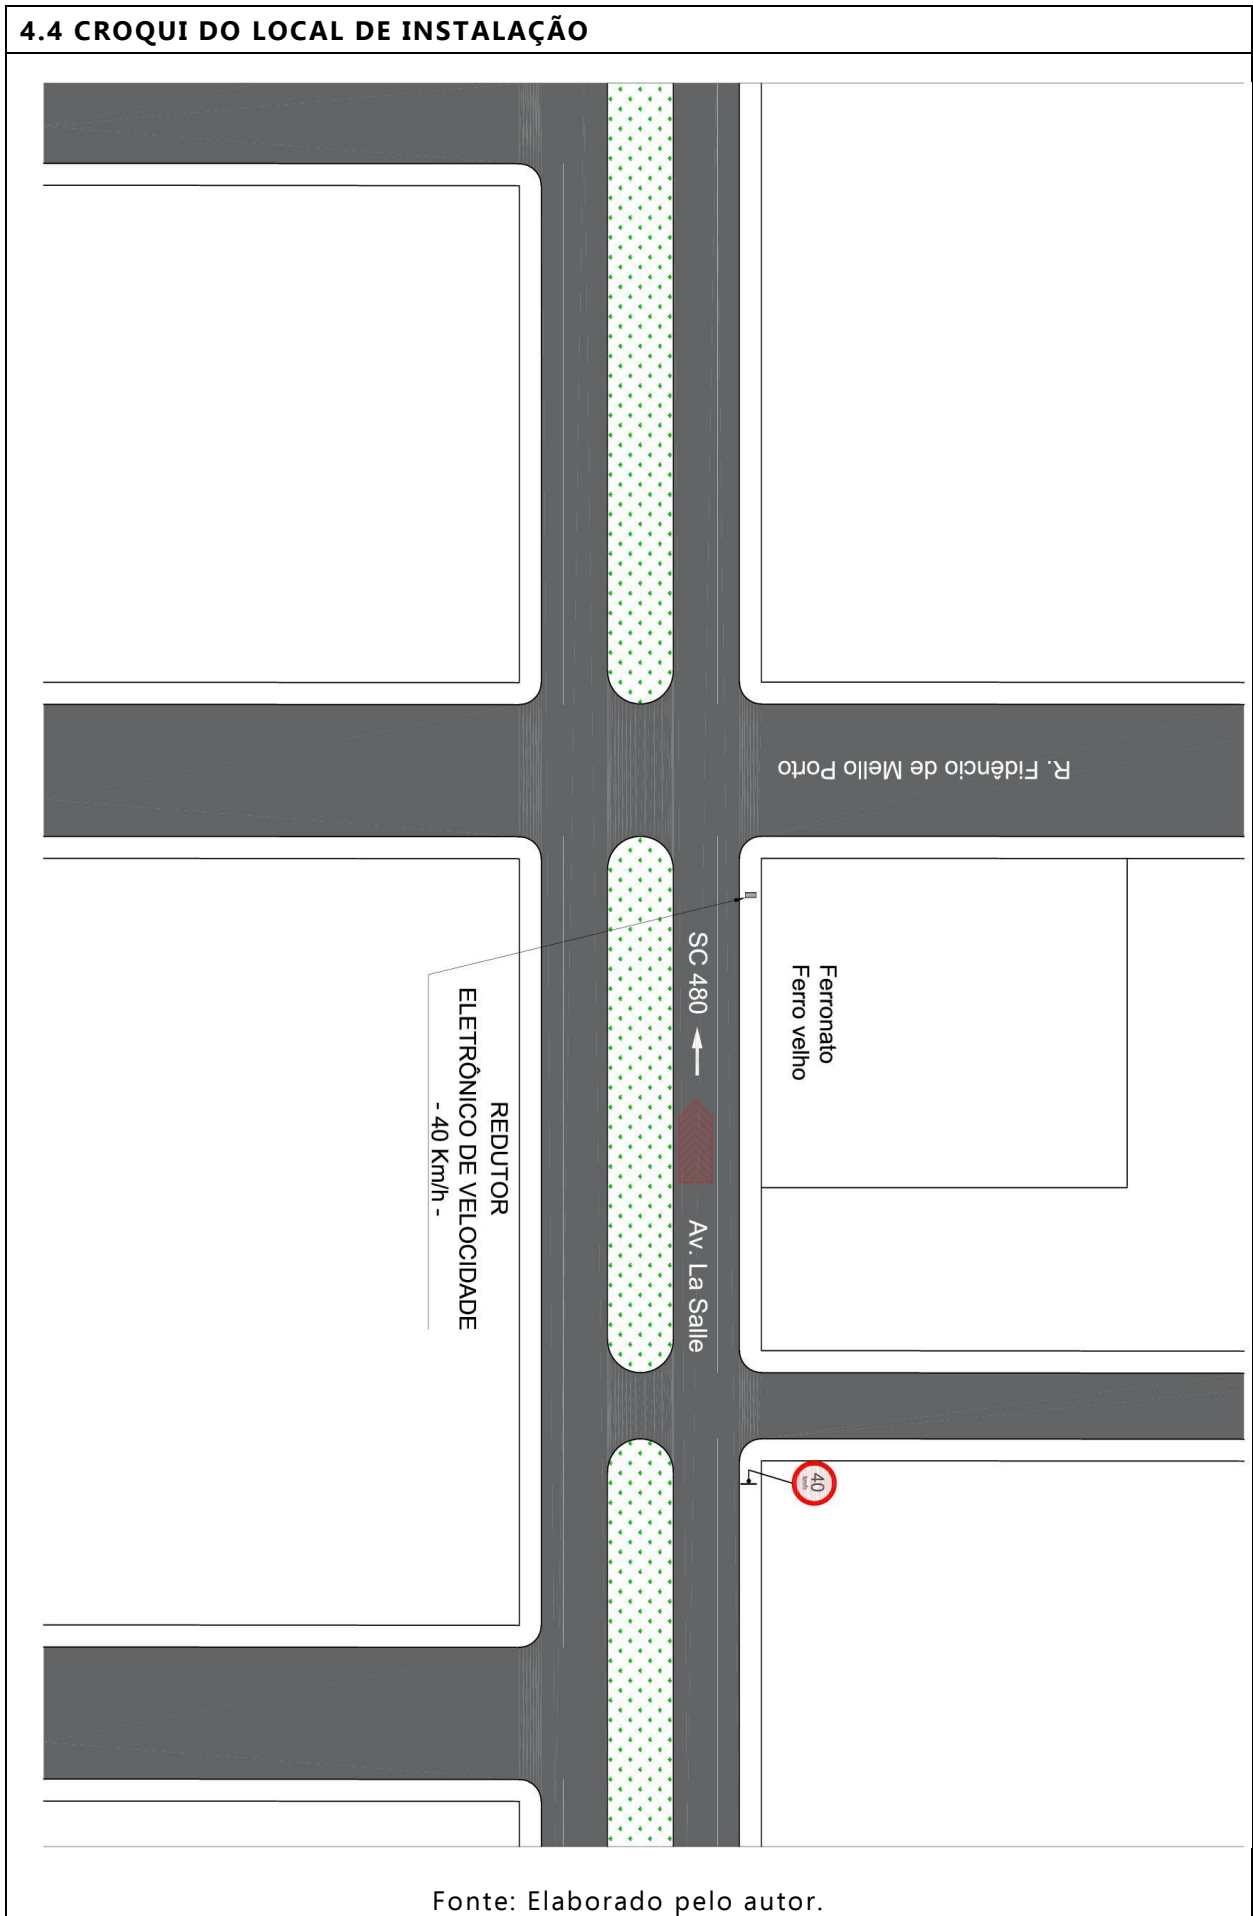 4.4 CROQUI DO LOCAL DE INSTALAÇÃO
R. Fidêncio de Mello Porto
SC 480
Av. La Salle
Ferronato
Ferro velho
REDUTOR
ELETRÔNICO DE VELOCIDADE
- 40 Km/h -
40
km/h
Fonte: Elaborado pelo autor.